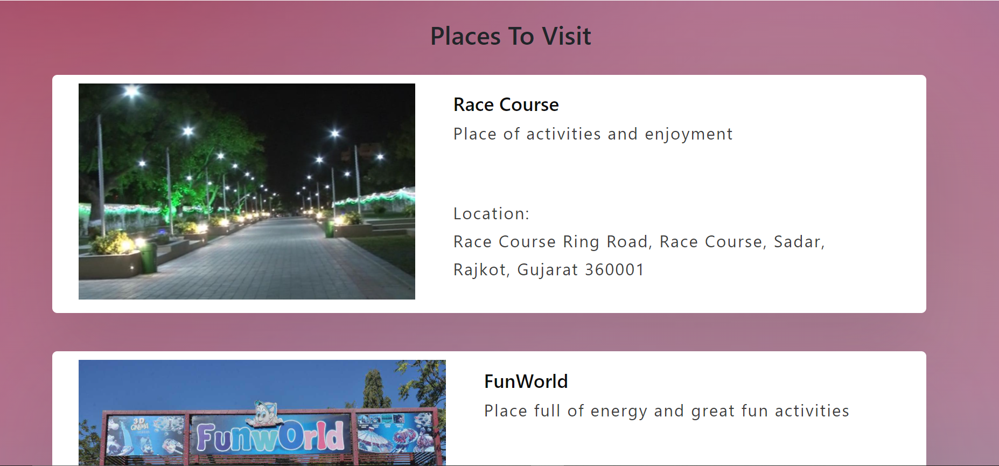 Places To Visit
Race Course
Place of activities and enjoyment
Location:
Race Course Ring Road, Race Course, Sadar,
Rajkot, Gujarat 360001
FunWorld
Place full of energy and great fun activities
3D
CINEMA
FunwOrld